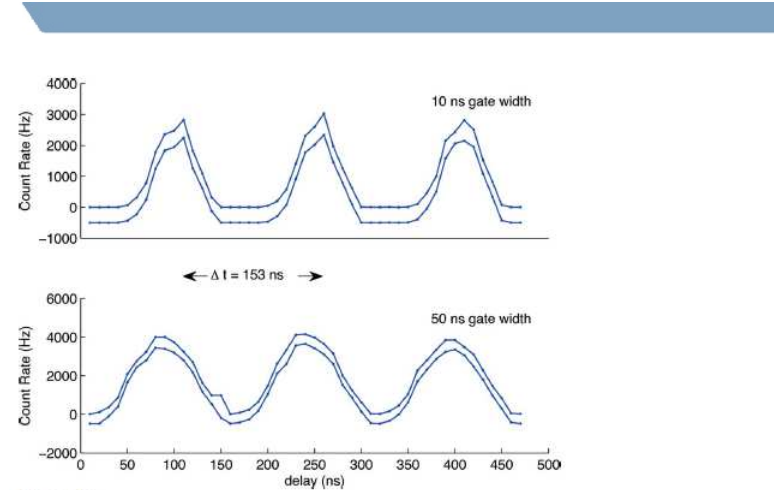 4000
3000
2000
1000
0
−1000
Count Rate (Hz)
10 ns gate width
Δ t = 153 ns
6000
4000
2000
0
−2000
Count Rate (Hz)
50 ns gate width
0 50 100 150 200 250 300 350 400 450 500
delay (ns)